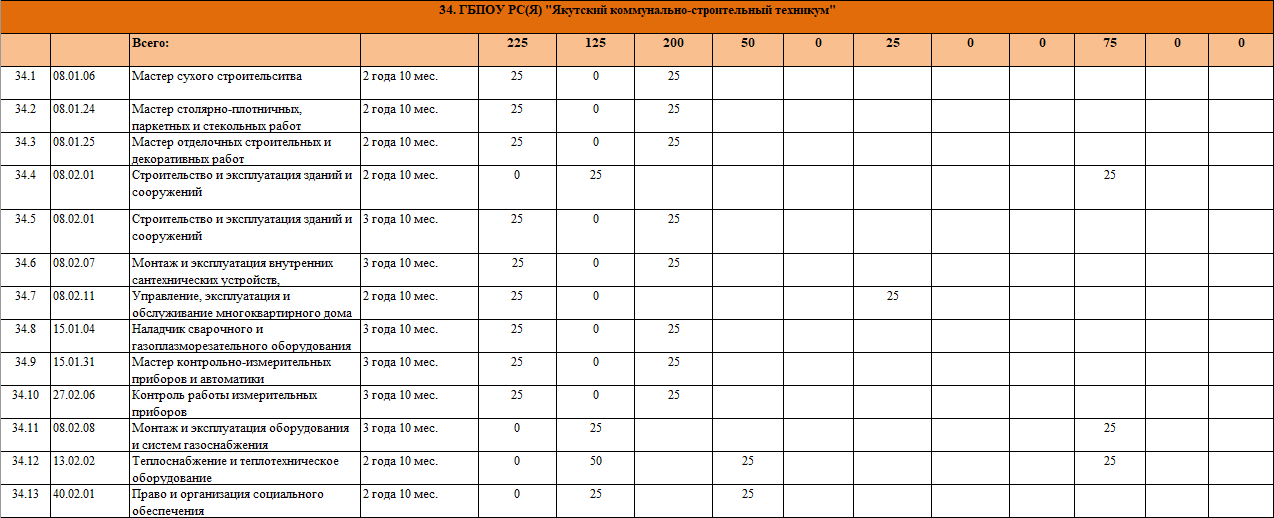 34. ГБПОУ РС(Я) "Якутский коммунально-строительный техникум"
Всего: 225 125 200 50 0 25 0 0 75 0 0
34.1 08.01.06 Мастер сухого строительситва 2 года 10 мес. 25 0 25
34.2 08.01.24 Мастер столярно-плотничных, 2 года 10 мес. 25 0 25
паркетных и стекольных работ
34.3 08.01.25 Мастер отделочных строительных и 2 года 10 мес. 25 0 25
декоративных работ
34.4 08.02.01 Строительство и эксплуатация зданий и 2 года 10 мес. 0 25 25
сооружений
34.5 08.02.01 Строительство и эксплуатация зданий и 3 года 10 мес. 25 0 25
сооружений
34.6 08.02.07 Монтаж и эксплуатация внутренних 3 года 10 мес. 25 0 25
сантехнических устройств,
34.7 08.02.11 Управление, эксплуатация и 2 года 10 мес. 25 0 25
обслуживание многоквартирного дома
34.8 15.01.04 Наладчик сварочного и 3 года 10 мес. 25 0 25
газоплазморезательного оборудования
34.9 15.01.31 Мастер контрольно-измерительных 3 года 10 мес. 25 0 25
приборов и автоматики
34.10 27.02.06 Контроль работы измерительных 3 года 10 мес. 25 0 25
приборов
34.11 08.02.08 Монтаж и эксплуатация оборудования 3 года 10 мес. 0 25 25
и систем газоснабжения
34.12 13.02.02 Теплоснабжение и теплотехническое 2 года 10 мес. 0 50 25 25
оборудование
34.13 40.02.01 Право и организация социального 2 года 10 мес. 0 25 25
обеспечения